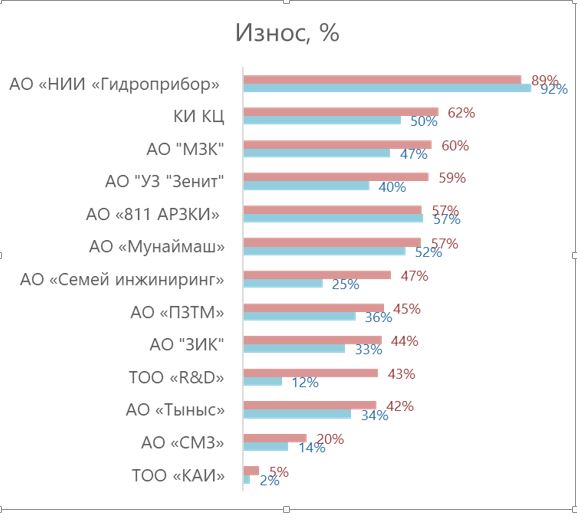 Износ, %
АО «НИИ «Гидроприбор» 89%
92%
КИ КЦ 62%
50%
АО "МЗК" 60%
47%
АО "УЗ "Зенит" 59%
40%
АО «811 АРЗКИ» 57%
57%
АО «Мунаймаш» 57%
52%
АО «Семей инжиниринг» 47%
25%
АО «ПЗТМ» 45%
36%
АО "ЗИК" 44%
33%
ТОО «R&D» 43%
12%
АО «Тыныс» 42%
34%
АО «СМЗ» 20%
14%
ТОО «КАИ» 5%
2%